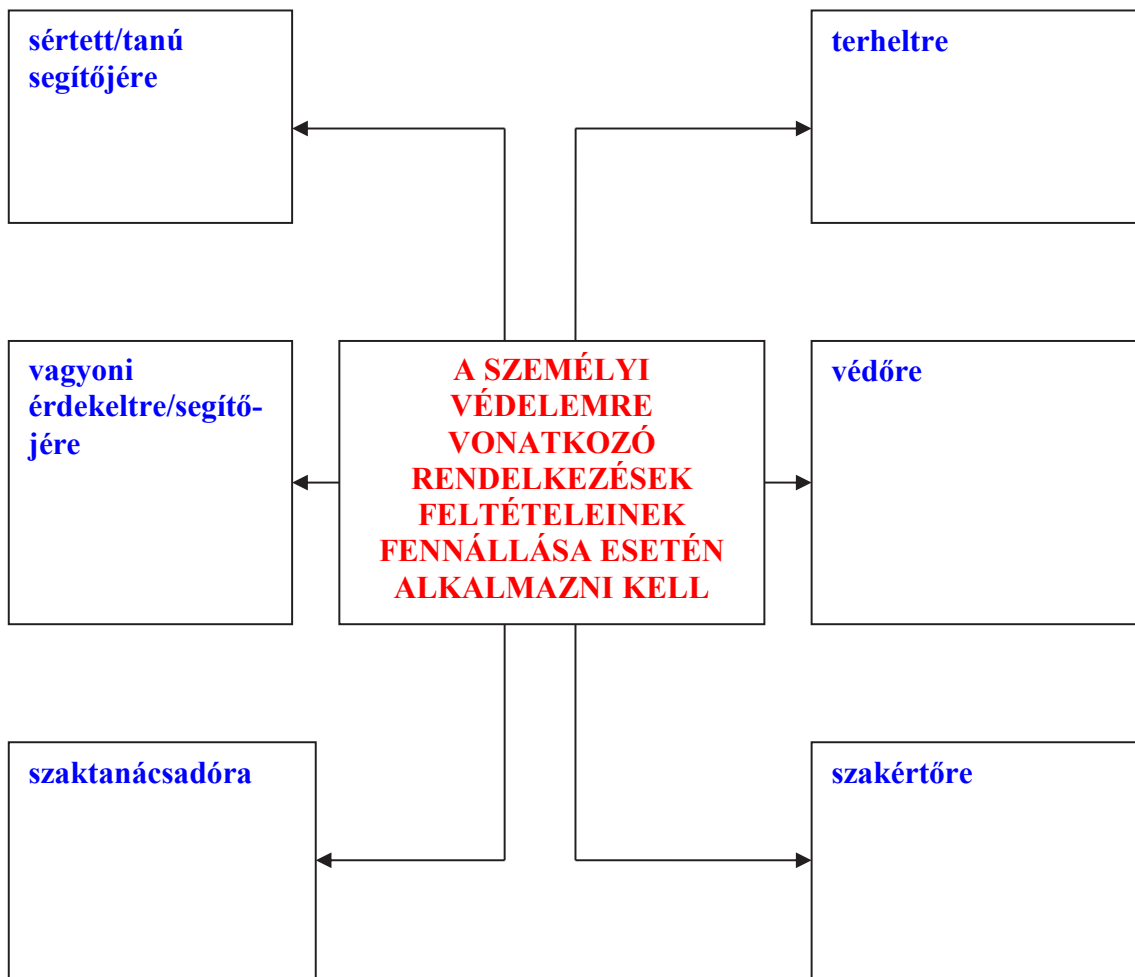 sértett/tanú
segítőjére
terheltre
vagyoni
érdekeltre/segítő-
jére
A SZEMÉLYI
VÉDELEMRE
VONATKOZÓ
RENDELKEZÉSEK
FELTÉTELEINEK
FENNÁLLÁSA ESETÉN
ALKALMAZNI KELL
védőre
szaktanácsadóra
szakértőre